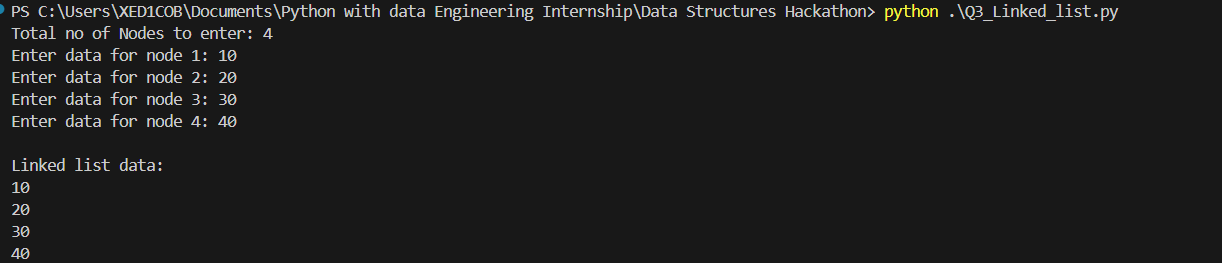 PS C:\Users\XED1COB\Documents\Python with data Engineering Internship\Data Structures Hackathon> python .\Q3_Linked_list.py
Total no of Nodes to enter: 4
Enter data for node 1: 10
Enter data for node 2: 20
Enter data for node 3: 30
Enter data for node 4: 40
Linked list data:
10
20
30
40